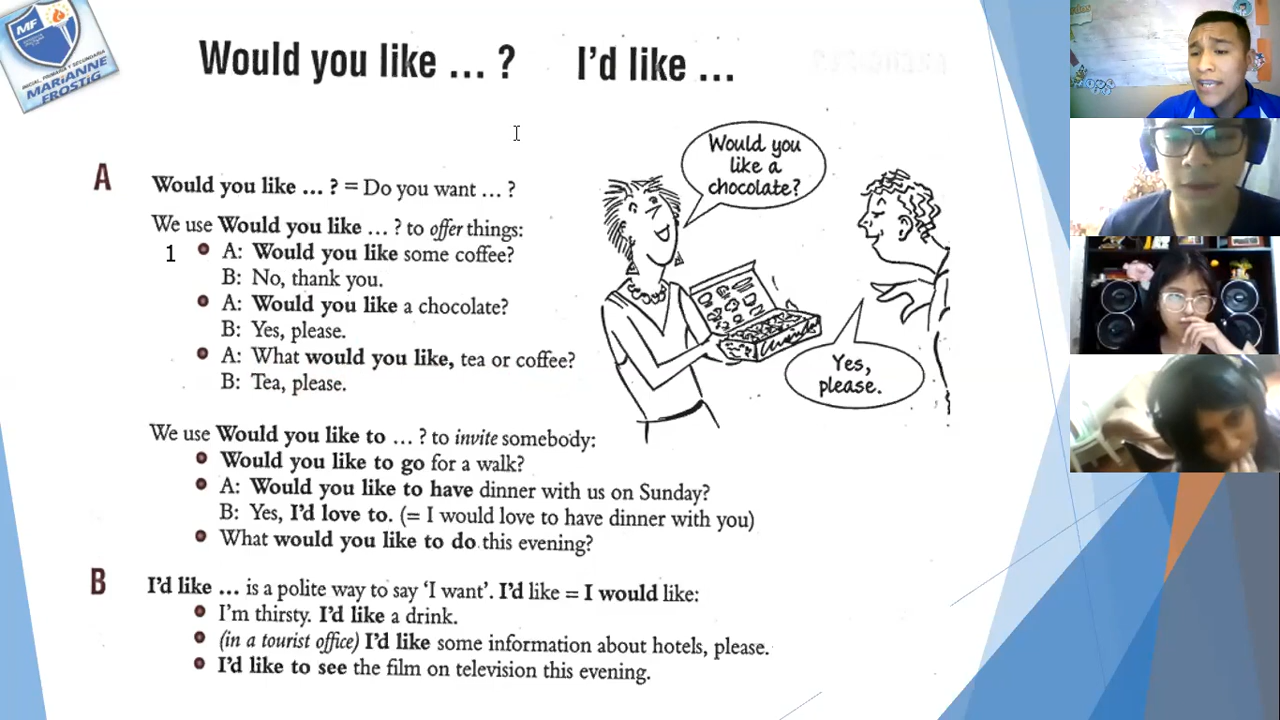 MF
INICIAL, PRIMARIA Y SECUNDARIA
MARIANNE
FROSTIG
Would you like ... ? I'd like ...
Would you
like a
chocolate?
Yes,
please.
A
Would you like ... ? = Do you want ... ?
We use Would you like ... ? to offer things:
1 • A: Would you like some coffee?
B: No, thank you.
• A: Would you like a chocolate?
B: Yes, please.
• A: What would you like, tea or coffee?
B: Tea, please.
We use Would you like to ... ? to invite somebody:
• Would you like to go for a walk?
• A: Would you like to have dinner with us on Sunday?
B: Yes, I'd love to. (= I would love to have dinner with you)
• What would you like to do this evening?
B
I'd like ... is a polite way to say 'I want'. I'd like = I would like:
• I'm thirsty. I'd like a drink.
• (in a tourist office) I'd like some information about hotels, please.
• I'd like to see the film on television this evening.